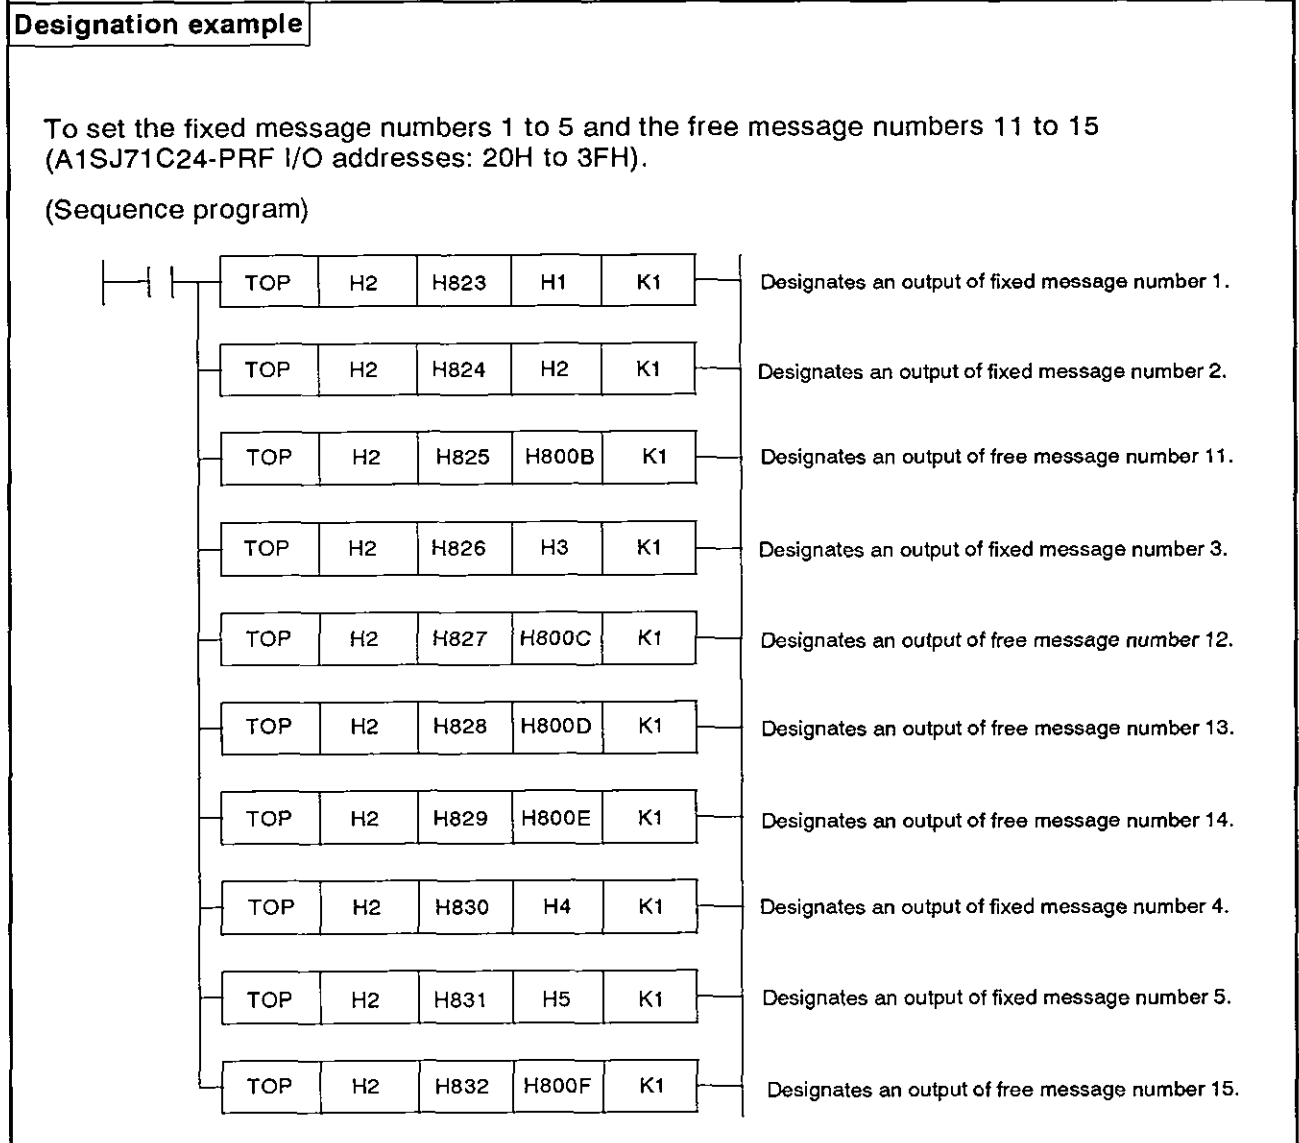 Designation example
To set the fixed message numbers 1 to 5 and the free message numbers 11 to 15
(A1SJ71C24-PRF I/O addresses: 20H to 3FH).
(Sequence program)
TOP H2 H823 H1 K1 Designates an output of fixed message number 1.
TOP H2 H824 H2 K1 Designates an output of fixed message number 2.
TOP H2 H825 H800B K1 Designates an output of free message number 11.
TOP H2 H826 H3 K1 Designates an output of fixed message number 3.
TOP H2 H827 H800C K1 Designates an output of free message number 12.
TOP H2 H828 H800D K1 Designates an output of free message number 13.
TOP H2 H829 H800E K1 Designates an output of free message number 14.
TOP H2 H830 H4 K1 Designates an output of fixed message number 4.
TOP H2 H831 H5 K1 Designates an output of fixed message number 5.
TOP H2 H832 H800F K1 Designates an output of free message number 15.